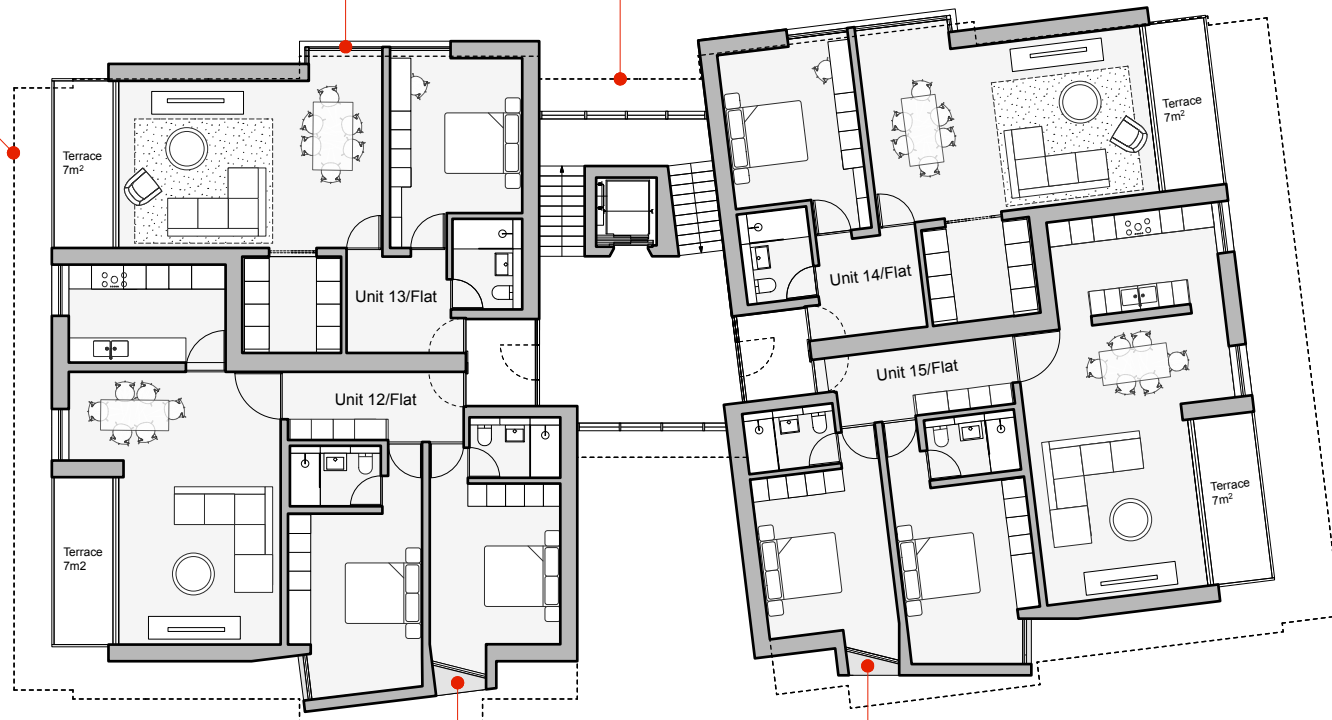 Terrace
7m²
Terrace
7m²
Unit 13/Flat
Unit 14/Flat
Unit 12/Flat
Unit 15/Flat
Terrace
7m2
Terrace
7m²